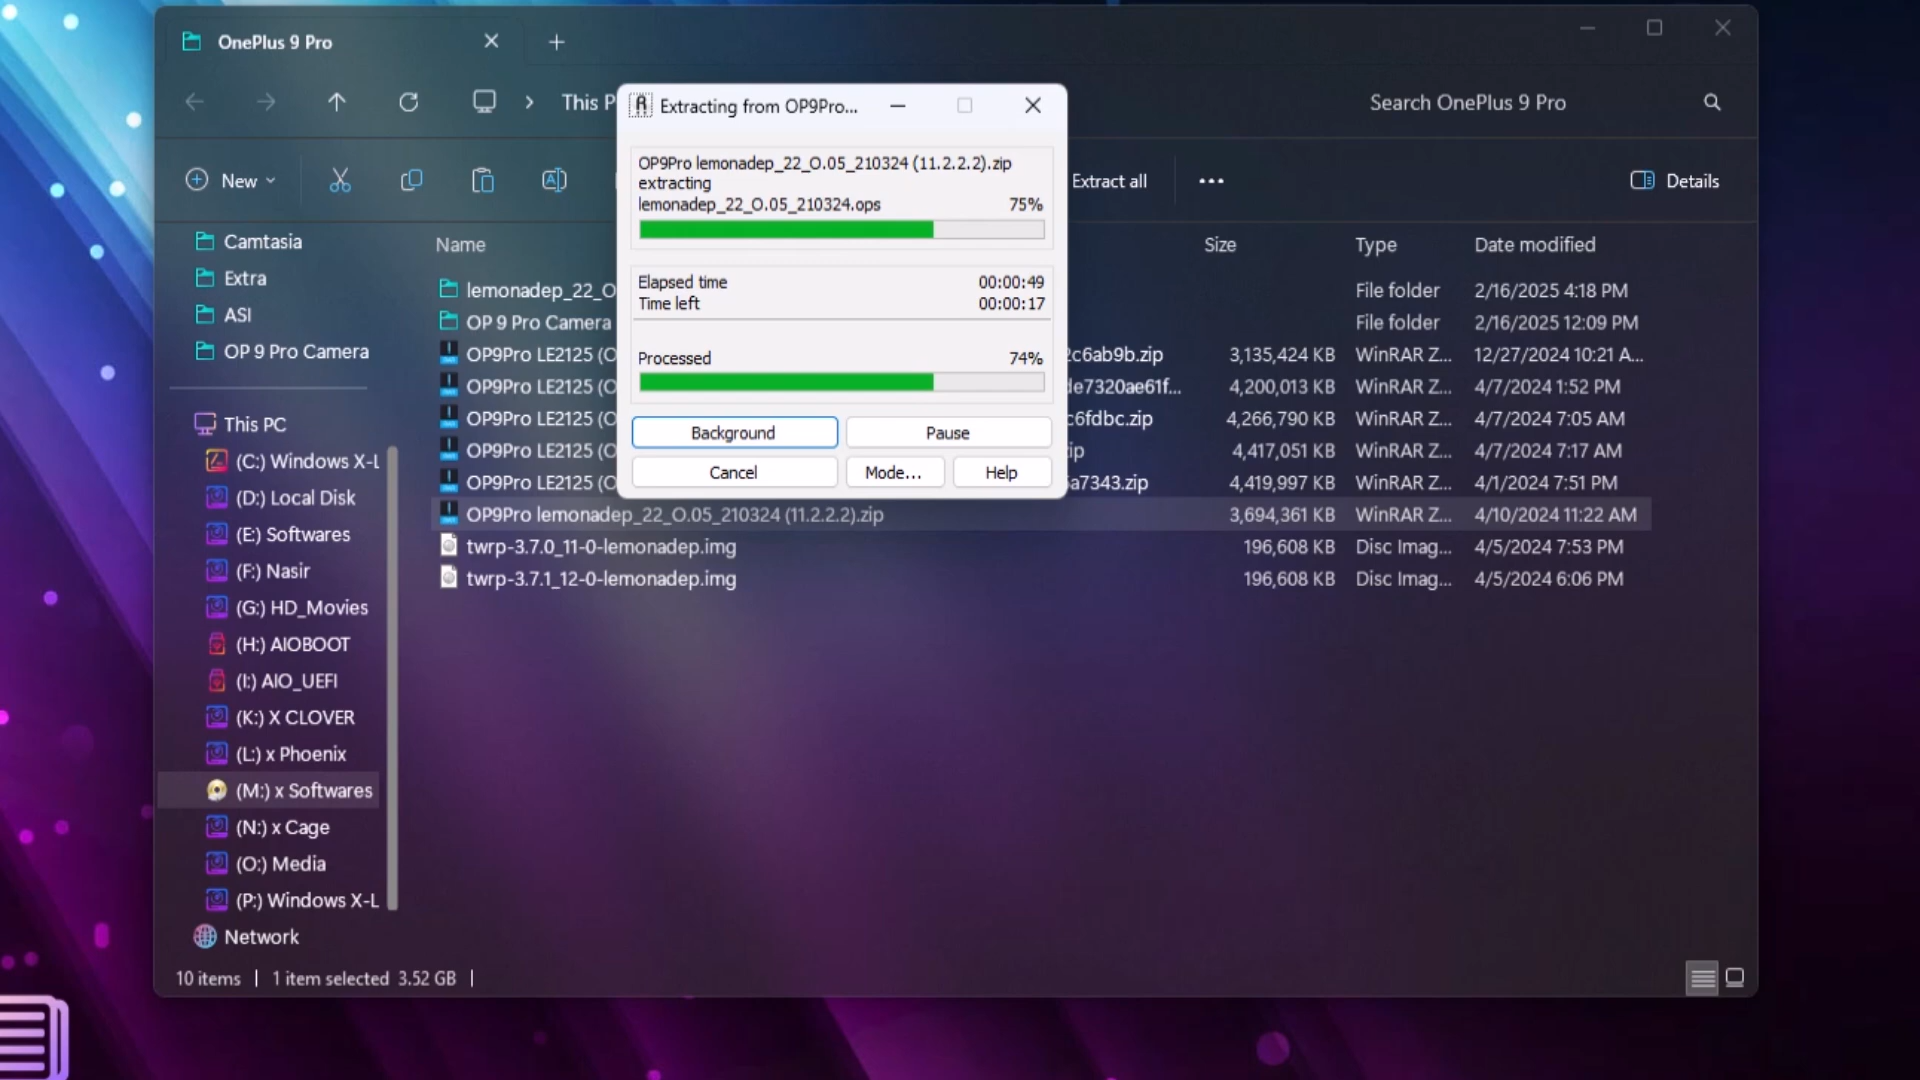 OnePlus 9 Pro
This P
Search OnePlus 9 Pro
New
Extract all
Details
Camtasia
Extra
ASI
OP 9 Pro Camera
This PC
(C:) Windows X-L
(D:) Local Disk
(E:) Softwares
(F:) Nasir
(G:) HD_Movies
(H:) AIOBOOT
(I:) AIO_UEFI
(K:) X CLOVER
(L:) x Phoenix
(M:) x Softwares
(N:) x Cage
(O:) Media
(P:) Windows X-L
Network
Name Size Type Date modified
lemonadep_22_O File folder 2/16/2025 4:18 PM
OP 9 Pro Camera File folder 2/16/2025 12:09 PM
OP9Pro LE2125 (O 2c6ab9b.zip 3,135,424 KB WinRAR Z... 12/27/2024 10:21 A...
OP9Pro LE2125 (O de7320ae61f... 4,200,013 KB WinRAR Z... 4/7/2024 1:52 PM
OP9Pro LE2125 (O c6fdbc.zip 4,266,790 KB WinRAR Z... 4/7/2024 7:05 AM
OP9Pro LE2125 (O ip 4,417,051 KB WinRAR Z... 4/7/2024 7:17 AM
OP9Pro LE2125 (O 5a7343.zip 4,419,997 KB WinRAR Z... 4/1/2024 7:51 PM
OP9Pro lemonadep_22_O.05_210324 (11.2.2.2).zip 3,694,361 KB WinRAR Z... 4/10/2024 11:22 AM
twrp-3.7.0_11-0-lemonadep.img 196,608 KB Disc Imag... 4/5/2024 7:53 PM
twrp-3.7.1_12-0-lemonadep.img 196,608 KB Disc Imag... 4/5/2024 6:06 PM
Extracting from OP9Pro...
OP9Pro lemonadep_22_O.05_210324 (11.2.2.2).zip
extracting
lemonadep_22_O.05_210324.ops 75%
Elapsed time 00:00:49
Time left 00:00:17
Processed 74%
Background Pause
Cancel Mode... Help
10 items 1 item selected 3.52 GB